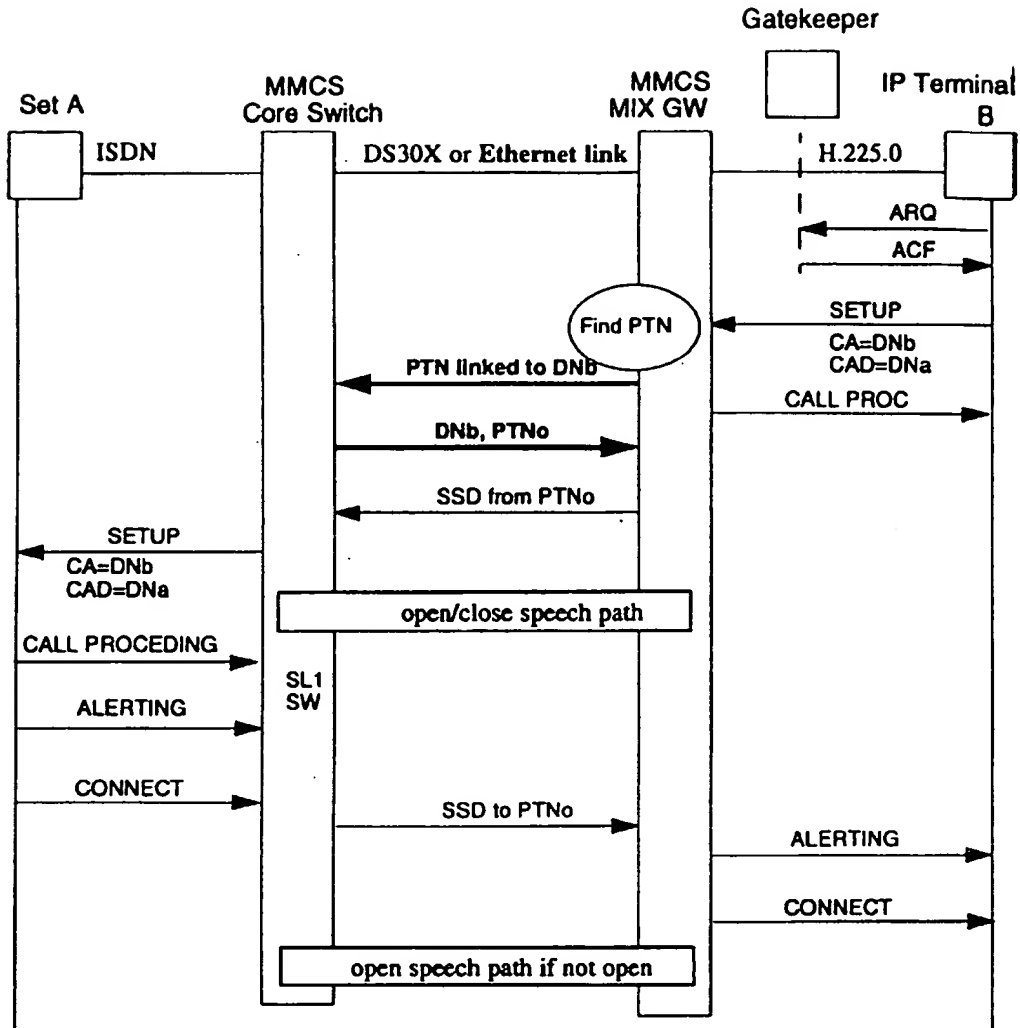 Gatekeeper
Set A
MMCS
Core Switch
MMCS
MIX GW
IP Terminal
B
ISDN
DS30X or Ethernet link
H.225.0
ARQ
ACF
Find PTN
SETUP
CA=DNb
CAD=DNa
PTN linked to DNb
CALL PROC
DNb, PTNo
SSD from PTNo
SETUP
CA=DNb
CAD=DNa
open/close speech path
CALL PROCEDING
SL1
SW
ALERTING
CONNECT
SSD to PTNo
ALERTING
CONNECT
open speech path if not open